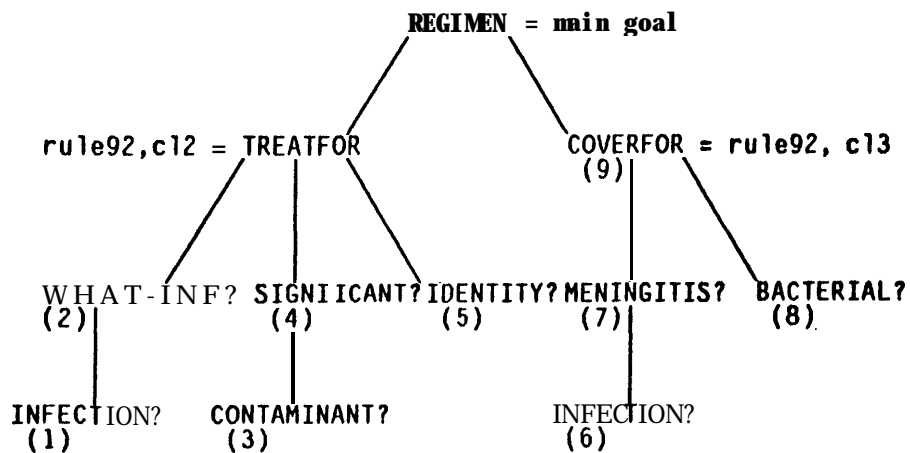 REGIMEN = main goal
rule92,cl2 = TREATFOR COVERFOR = rule92, cl3
(9)
WHAT-INF? SIGNIICANT? IDENTITY? MENINGITIS? BACTERIAL?
(2) (4) (5) (7) (8)
INFECTION? CONTAMINANT? INFECTION?
(1) (3) (6)